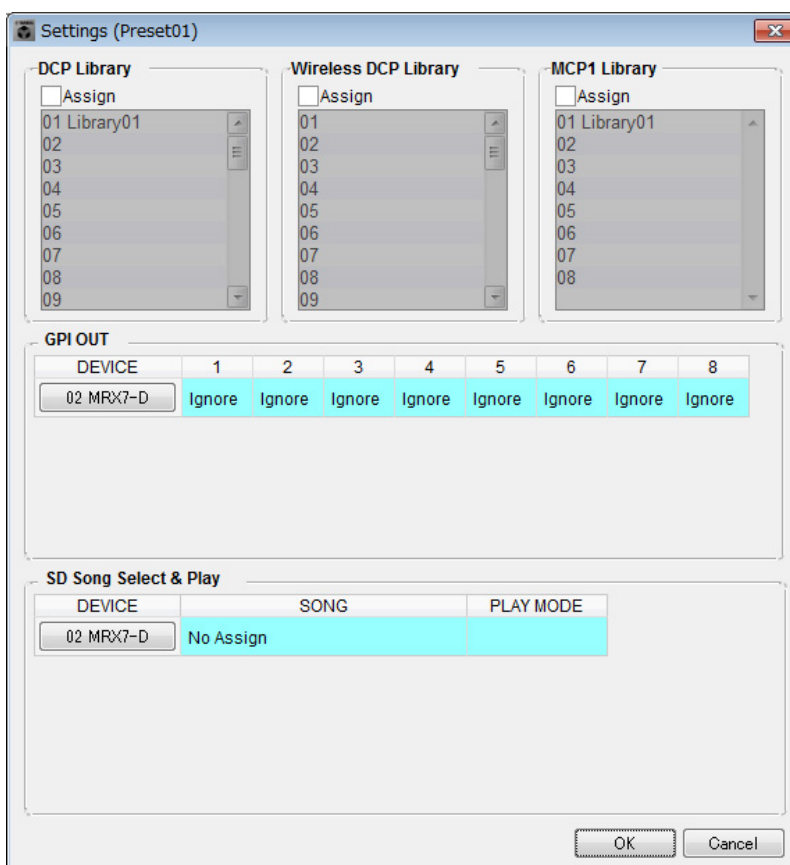 Settings (Preset01)
DCP Library
Assign
01 Library01
02
03
04
05
06
07
08
09
Wireless DCP Library
Assign
01
02
03
04
05
06
07
08
09
MCP1 Library
Assign
01 Library01
02
03
04
05
06
07
08
GPI OUT
DEVICE 1 2 3 4 5 6 7 8
02 MRX7-D Ignore Ignore Ignore Ignore Ignore Ignore Ignore Ignore
SD Song Select & Play
DEVICE SONG PLAY MODE
02 MRX7-D No Assign
OK Cancel